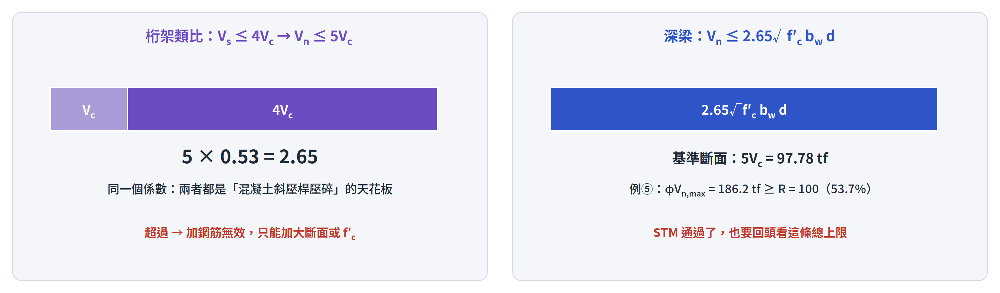 桁架類比：Vs ≤ 4Vc → Vn ≤ 5Vc
Vc
4Vc
5 × 0.53 = 2.65
同一個係數：兩者都是「混凝土斜壓桿壓碎」的天花板
超過 → 加鋼筋無效，只能加大斷面或 f′c
深梁：Vn ≤ 2.65√f′c bw d
2.65√f′c bw d
基準斷面：5Vc = 97.78 tf
例⑤：φVn,max = 186.2 tf ≥ R = 100（53.7%）
STM 通過了，也要回頭看這條總上限